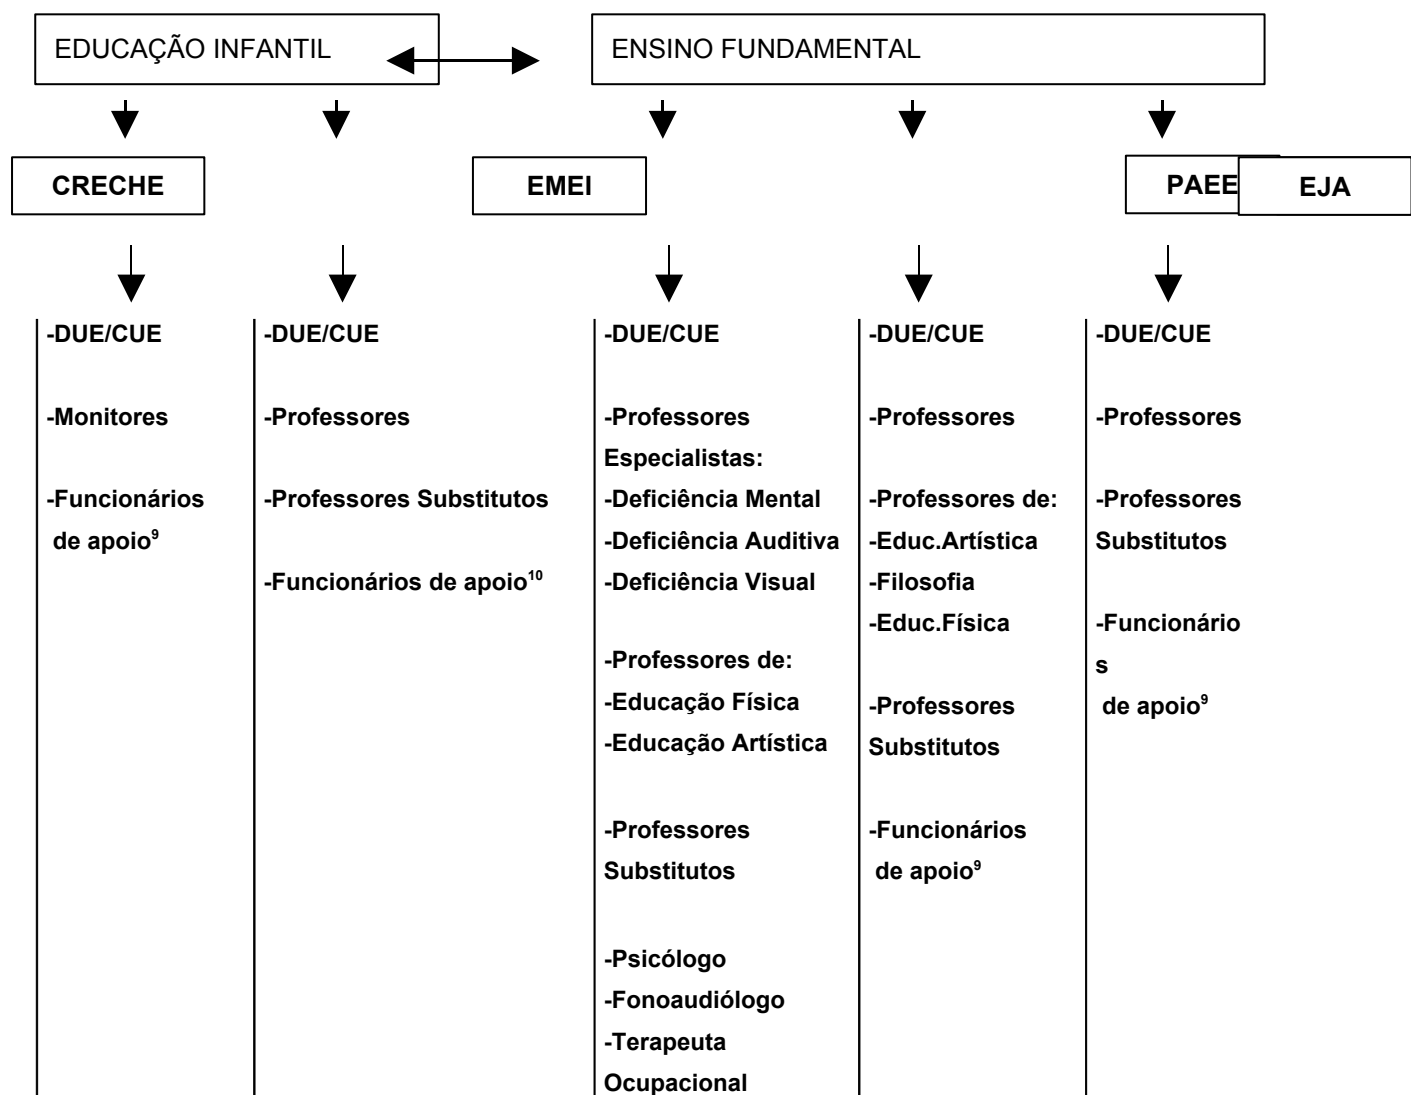 EDUCAÇÃO INFANTIL
ENSINO FUNDAMENTAL
CRECHE
EMEI
PAEE
EJA
-DUE/CUE
-Monitores
-Funcionários
de apoio⁹
-DUE/CUE
-Professores
-Professores Substitutos
-Funcionários de apoio¹⁰
-DUE/CUE
-Professores
Especialistas:
-Deficiência Mental
-Deficiência Auditiva
-Deficiência Visual
-Professores de:
-Educação Física
-Educação Artística
-Professores
Substitutos
-Psicólogo
-Fonoaudiólogo
-Terapeuta
Ocupacional
-DUE/CUE
-Professores
-Professores de:
-Educ.Artística
-Filosofia
-Educ.Física
-Professores
Substitutos
-Funcionários
de apoio⁹
-DUE/CUE
-Professores
-Professores
Substitutos
-Funcionário
s
de apoio⁹